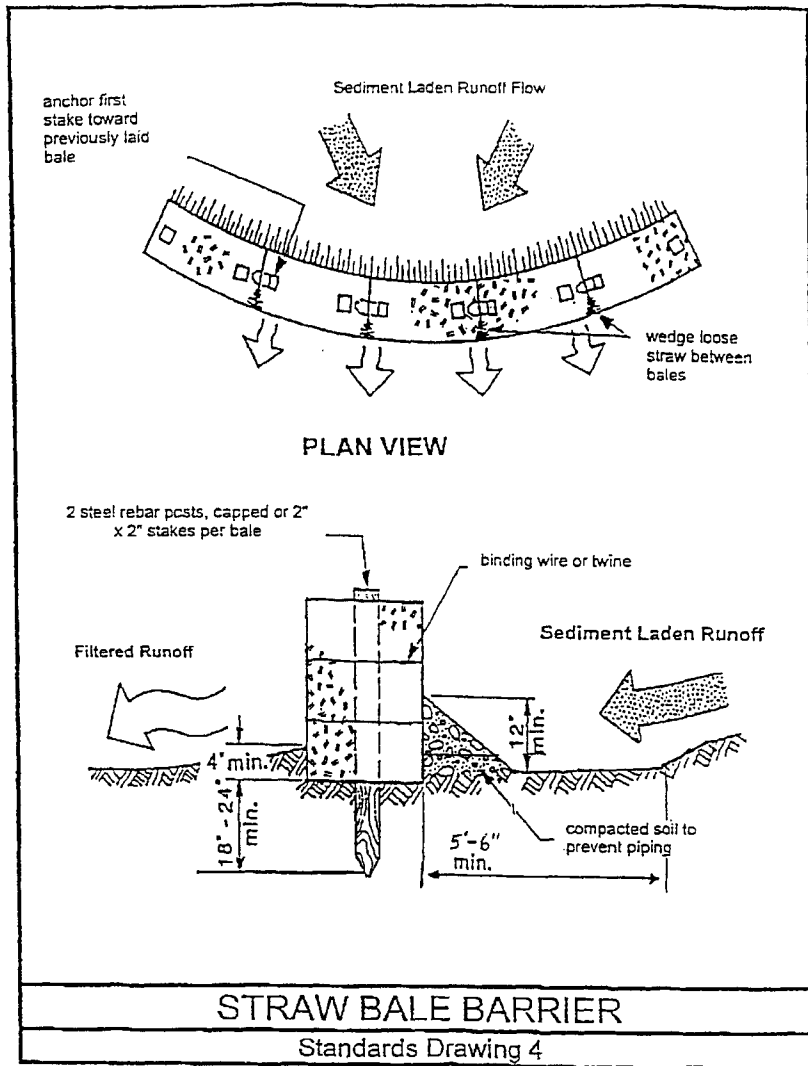 Sediment Laden Runoff Flow
anchor first
stake toward
previously laid
bale
wedge loose
straw between
bales
PLAN VIEW
2 steel rebar posts, capped or 2"
x 2" stakes per bale
binding wire or twine
Sediment Laden Runoff
Filtered Runoff
12"
min.
4" min.
18" - 24"
min.
5'-6"
min.
compacted soil to
prevent piping
STRAW BALE BARRIER
Standards Drawing 4